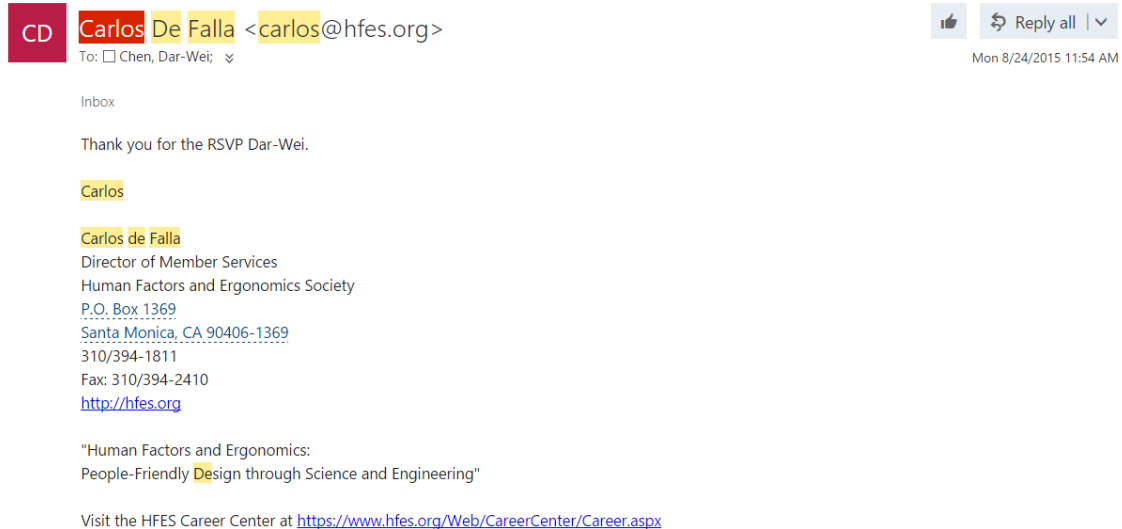 CD
Carlos De Falla <carlos@hfes.org>
Reply all
To: Chen, Dar-Wei;
Mon 8/24/2015 11:54 AM
Inbox
Thank you for the RSVP Dar-Wei.
Carlos
Carlos de Falla
Director of Member Services
Human Factors and Ergonomics Society
P.O. Box 1369
Santa Monica, CA 90406-1369
310/394-1811
Fax: 310/394-2410
http://hfes.org
"Human Factors and Ergonomics:
People-Friendly Design through Science and Engineering"
Visit the HFES Career Center at https://www.hfes.org/Web/CareerCenter/Career.aspx